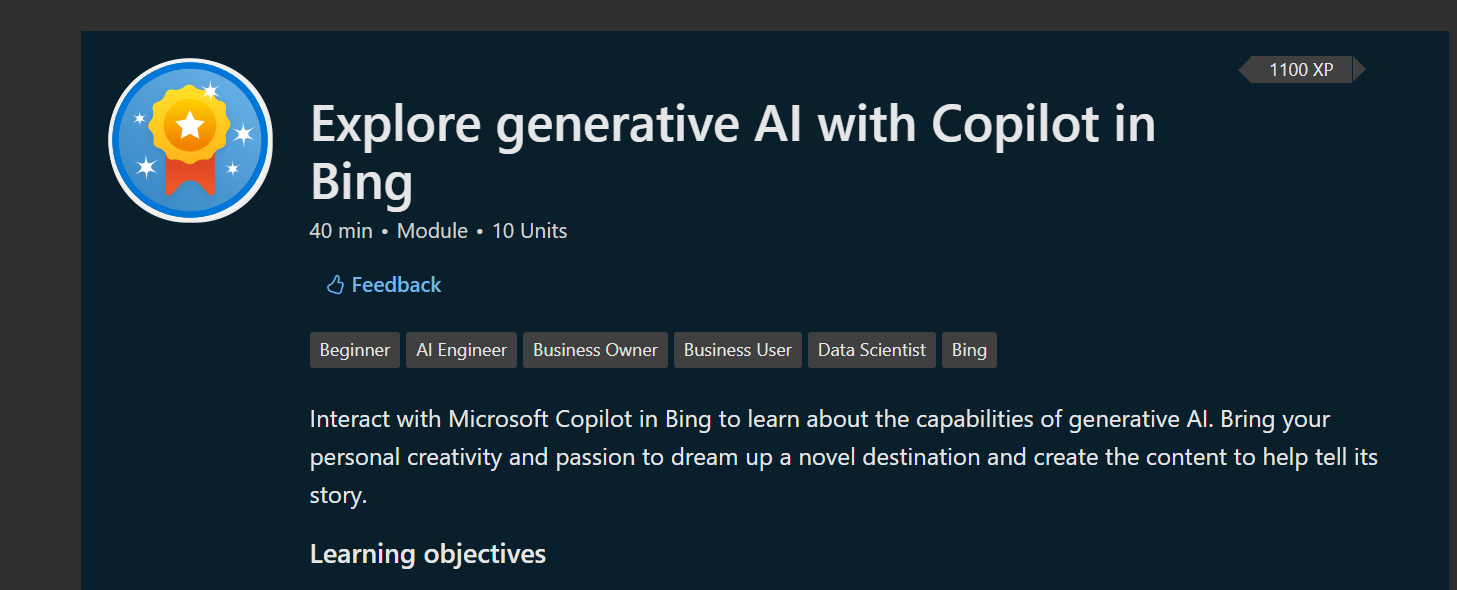 1100 XP
Explore generative AI with Copilot in
Bing
40 min • Module • 10 Units
Feedback
Beginner AI Engineer Business Owner Business User Data Scientist Bing
Interact with Microsoft Copilot in Bing to learn about the capabilities of generative AI. Bring your
personal creativity and passion to dream up a novel destination and create the content to help tell its
story.
Learning objectives